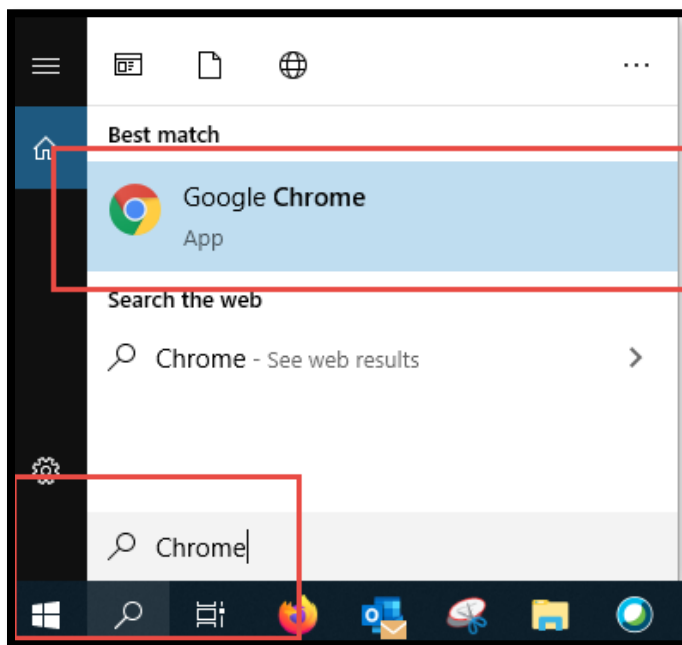 Best match
Google Chrome
App
Search the web
Chrome - See web results
Chrome